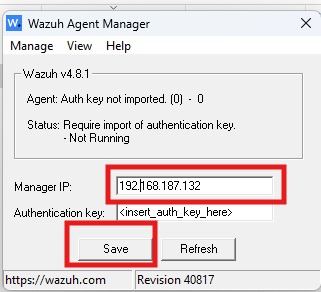 W. Wazuh Agent Manager
Manage View Help
Wazuh v4.8.1
Agent: Auth key not imported. (0) - 0
Status: Require import of authentication key.
- Not Running
Manager IP: 192.168.187.132
Authentication key: <insert_auth_key_here>
Save Refresh
https://wazuh.com Revision 40817